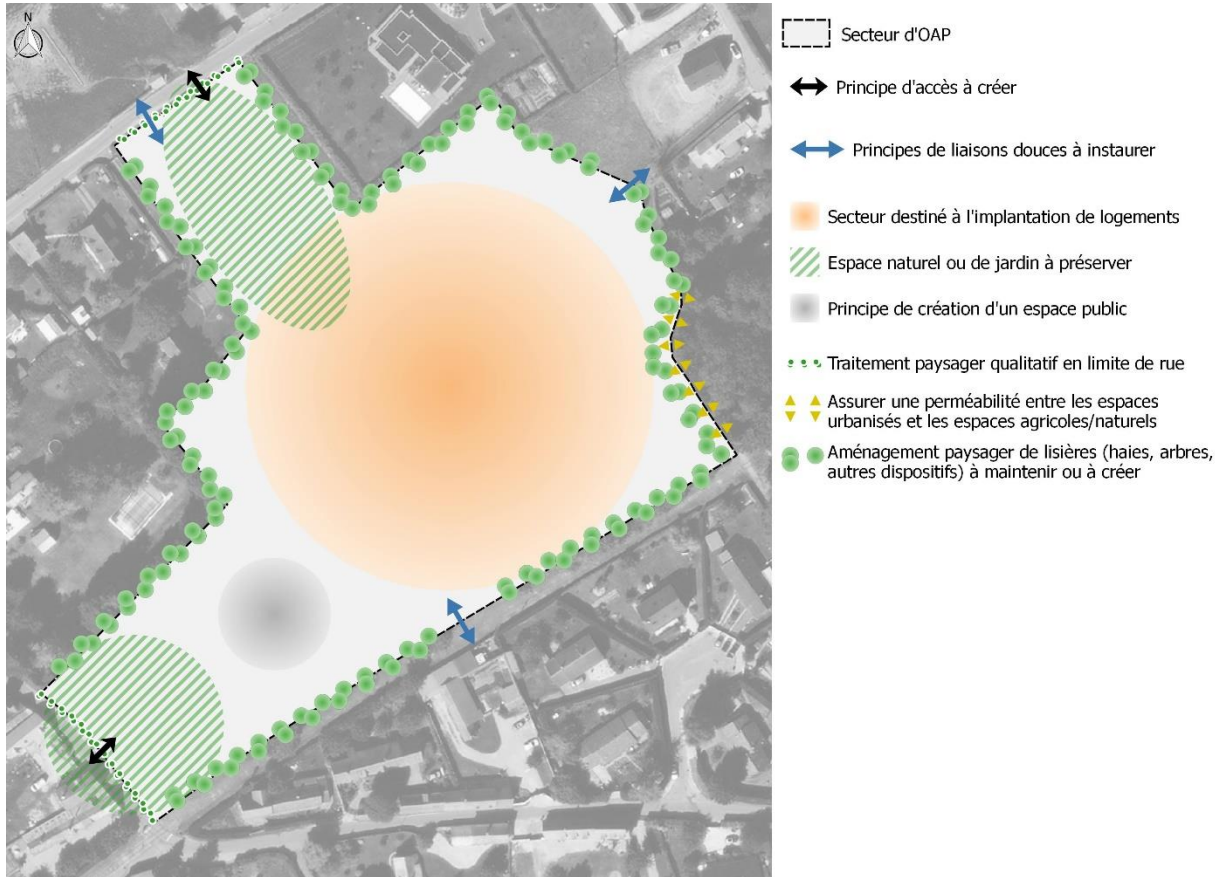 N
Secteur d'OAP
Principe d'accès à créer
Principes de liaisons douces à instaurer
Secteur destiné à l'implantation de logements
Espace naturel ou de jardin à préserver
Principe de création d'un espace public
Traitement paysager qualitatif en limite de rue
Assurer une perméabilité entre les espaces
urbanisés et les espaces agricoles/naturels
Aménagement paysager de lisières (haies, arbres,
autres dispositifs) à maintenir ou à créer